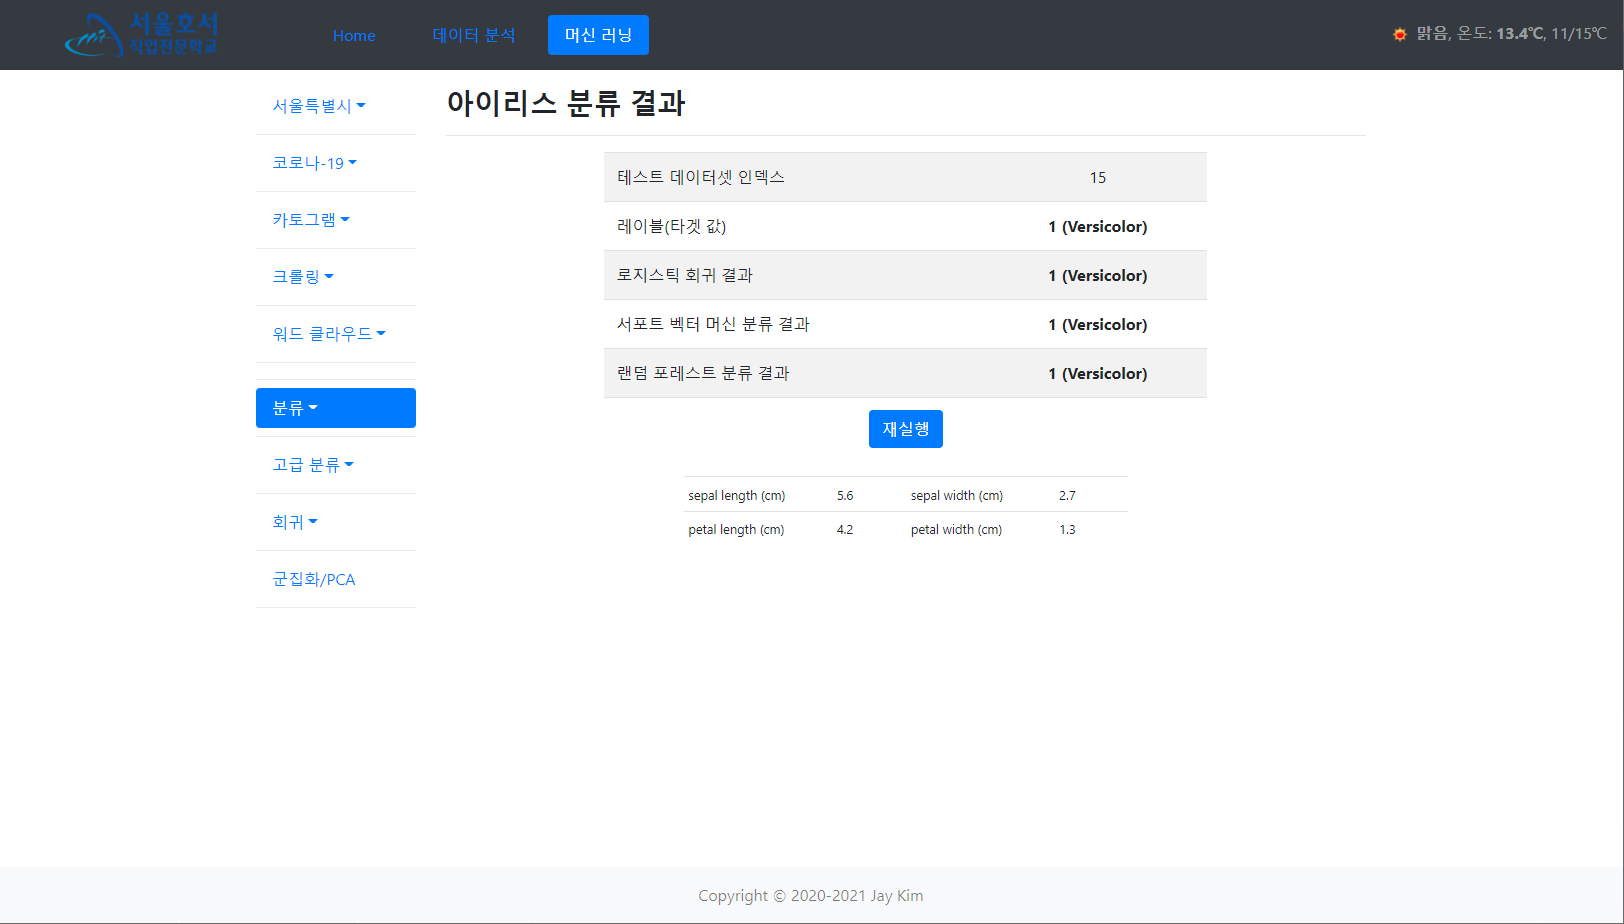 서울호서
직업전문학교
Home 데이터 분석 머신 러닝
맑음, 온도: 13.4℃, 11/15℃
서울특별시
코로나-19
카토그램
크롤링
워드 클라우드
분류
고급 분류
회귀
군집화/PCA
아이리스 분류 결과
테스트 데이터셋 인덱스 15
레이블(타겟 값) 1 (Versicolor)
로지스틱 회귀 결과 1 (Versicolor)
서포트 벡터 머신 분류 결과 1 (Versicolor)
랜덤 포레스트 분류 결과 1 (Versicolor)
재실행
sepal length (cm) 5.6 sepal width (cm) 2.7
petal length (cm) 4.2 petal width (cm) 1.3
Copyright © 2020-2021 Jay Kim